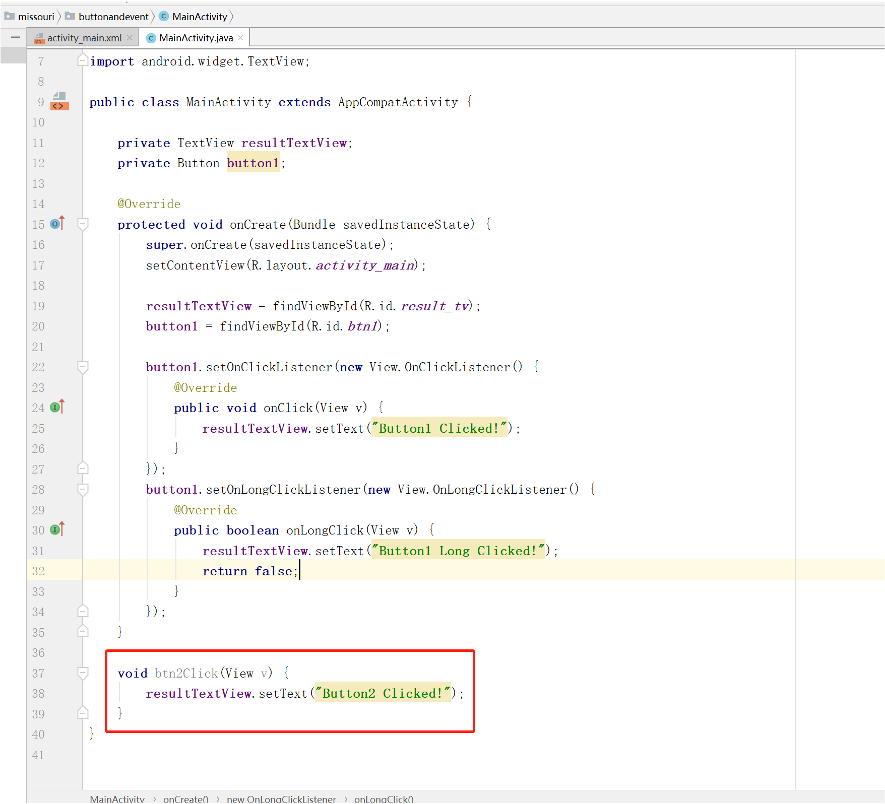 missouri buttonandevent MainActivity
activity_main.xml MainActivity.java
7 import android.widget.TextView;
8
9 public class MainActivity extends AppCompatActivity {
10
11 private TextView resultTextView;
12 private Button button1;
13
14 @Override
15 protected void onCreate(Bundle savedInstanceState) {
16 super.onCreate(savedInstanceState);
17 setContentView(R.layout.activity_main);
18
19 resultTextView = findViewById(R.id.result_tv);
20 button1 = findViewById(R.id.btn1);
21
22 button1.setOnClickListener(new View.OnClickListener() {
23 @Override
24 public void onClick(View v) {
25 resultTextView.setText("Button1 Clicked!");
26 }
27 });
28 button1.setOnLongClickListener(new View.OnLongClickListener() {
29 @Override
30 public boolean onLongClick(View v) {
31 resultTextView.setText("Button1 Long Clicked!");
32 return false;
33 }
34 });
35 }
36
37 void btn2Click(View v) {
38 resultTextView.setText("Button2 Clicked!");
39 }
40 }
41
MainActivity onCreate() new OnLongClickListener onLongClick()